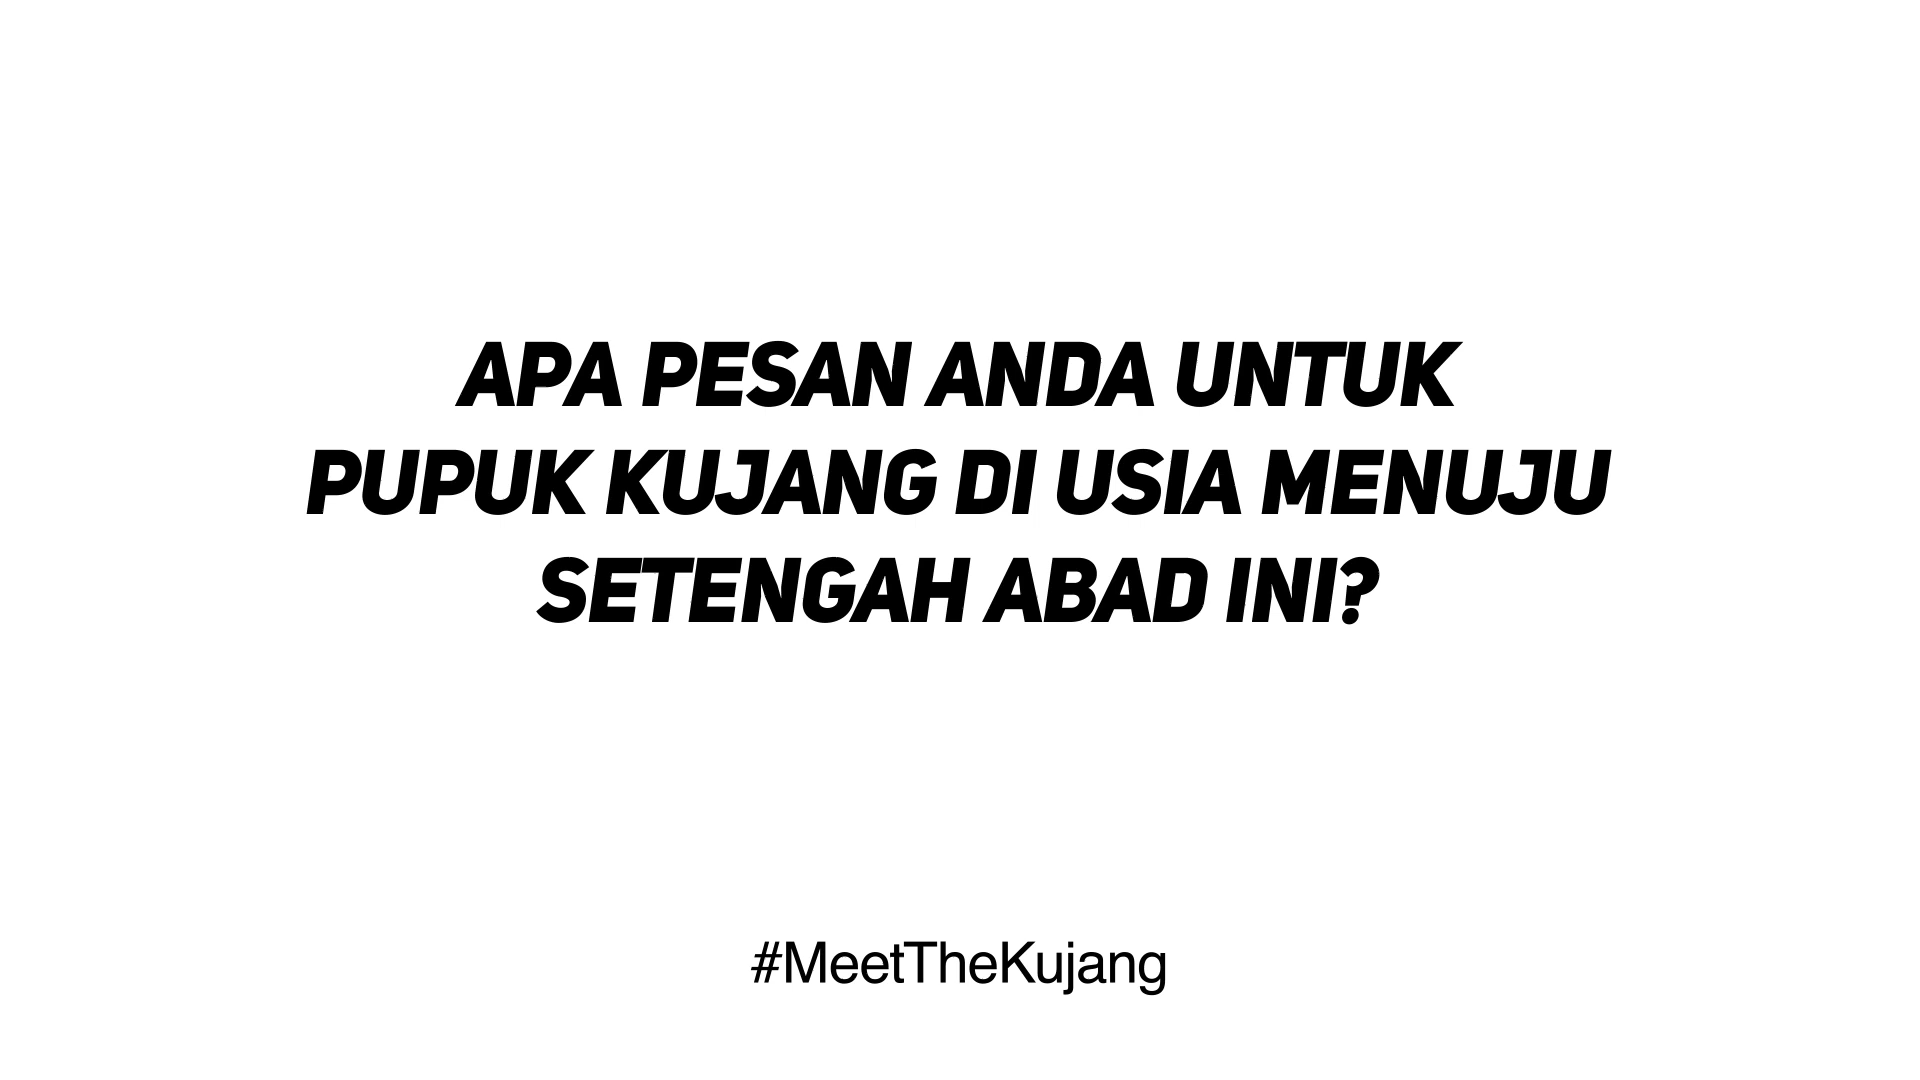 APA PESAN ANDA UNTUK
PUPUK KUJANG DI USIA MENUJU
SETENGAH ABAD INI?
#MeetTheKujang